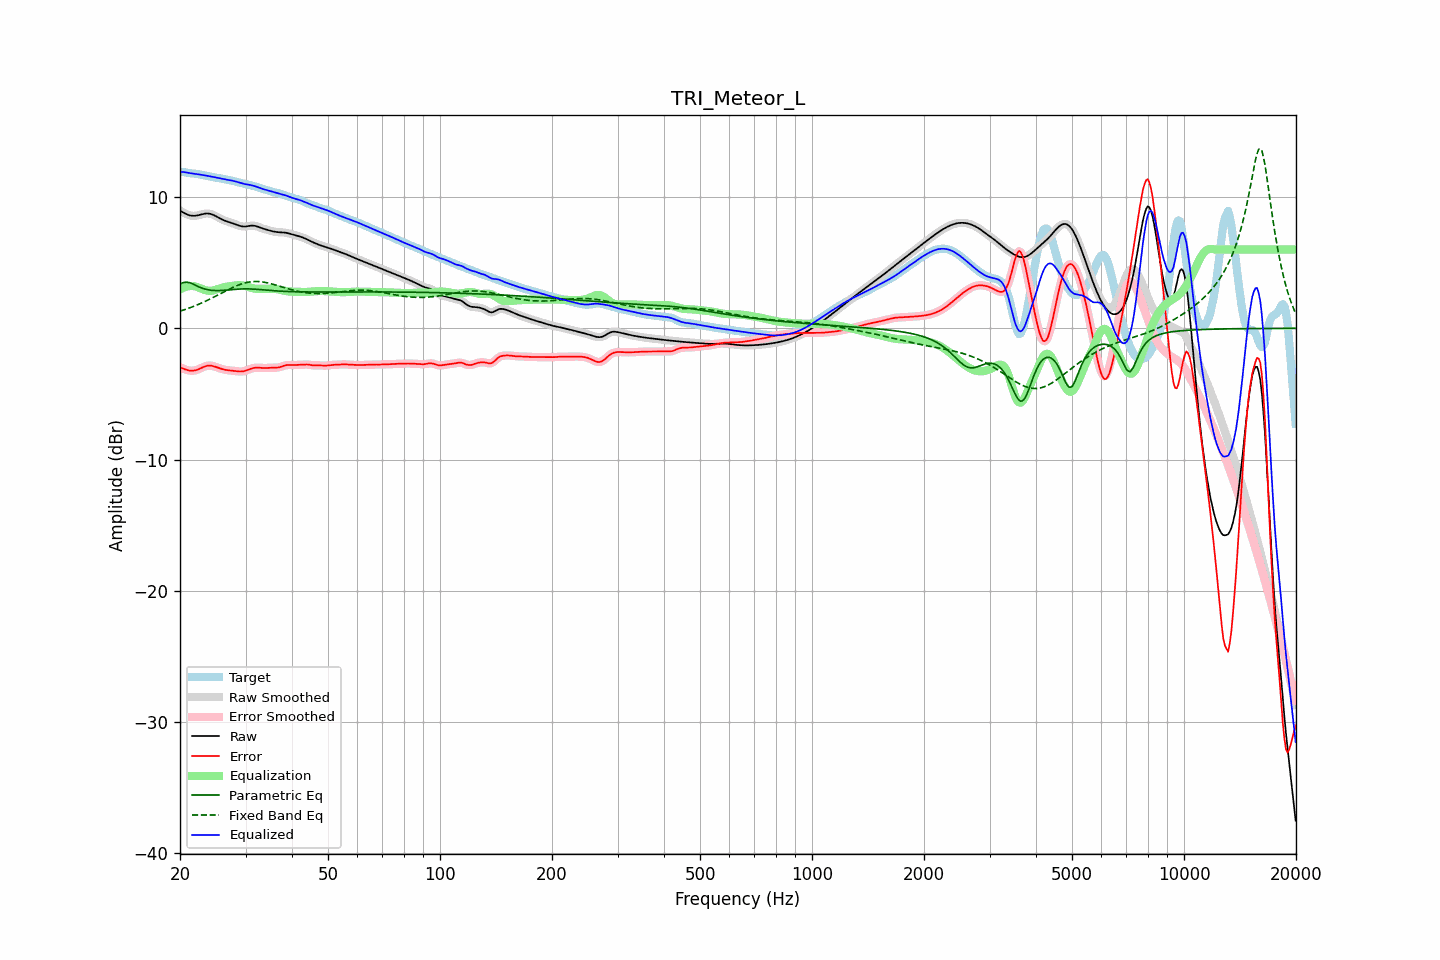 TRI_Meteor_L
Amplitude (dBr)
10
0
−10
−20
−30
−40
Target
Raw Smoothed
Error Smoothed
Raw
Error
Equalization
Parametric Eq
Fixed Band Eq
Equalized
20 50 100 200 500 1000 2000 5000 10000 20000
Frequency (Hz)